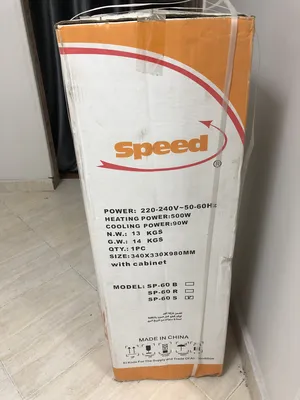 Speed
®
POWER: 220-240V~50-60Hz
HEATING POWER:500W
COOLING POWER:90W
N.W.: 13 KGS
G.W.: 14 KGS
QTY.: 1PC
SIZE:340X330X980MM
with cabinet
MODEL: SP-60 B
SP-60 R
SP-60 S
MADE IN CHINA